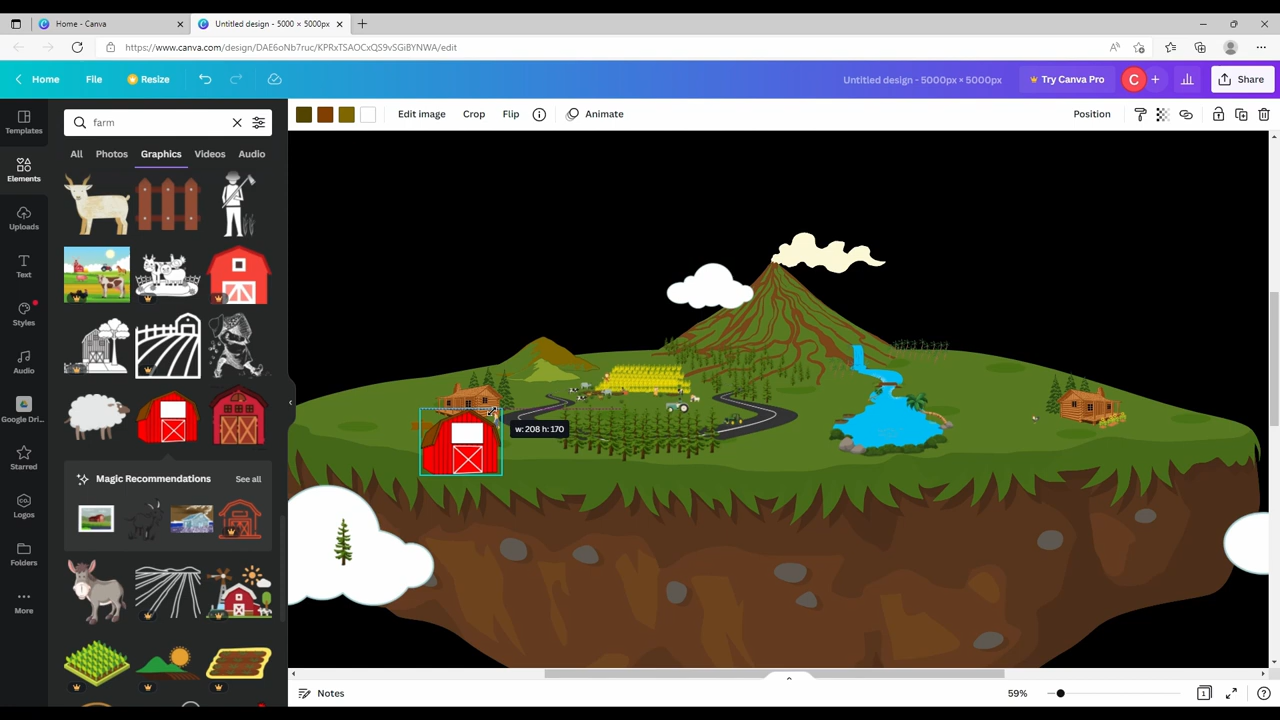 Home - Canva
Untitled design - 5000 × 5000px
https://www.canva.com/design/DAE6oNb7ruc/KPRxTSAOCxQS9vSGiBYNWA/edit
Home
File
Resize
Untitled design - 5000px × 5000px
Try Canva Pro
C
Share
Templates
Elements
Uploads
Text
Styles
Audio
Google Dri...
Starred
Logos
Folders
More
farm
All
Photos
Graphics
Videos
Audio
Magic Recommendations
See all
Edit image
Crop
Flip
Animate
Position
w: 208 h: 170
Notes
59%
1